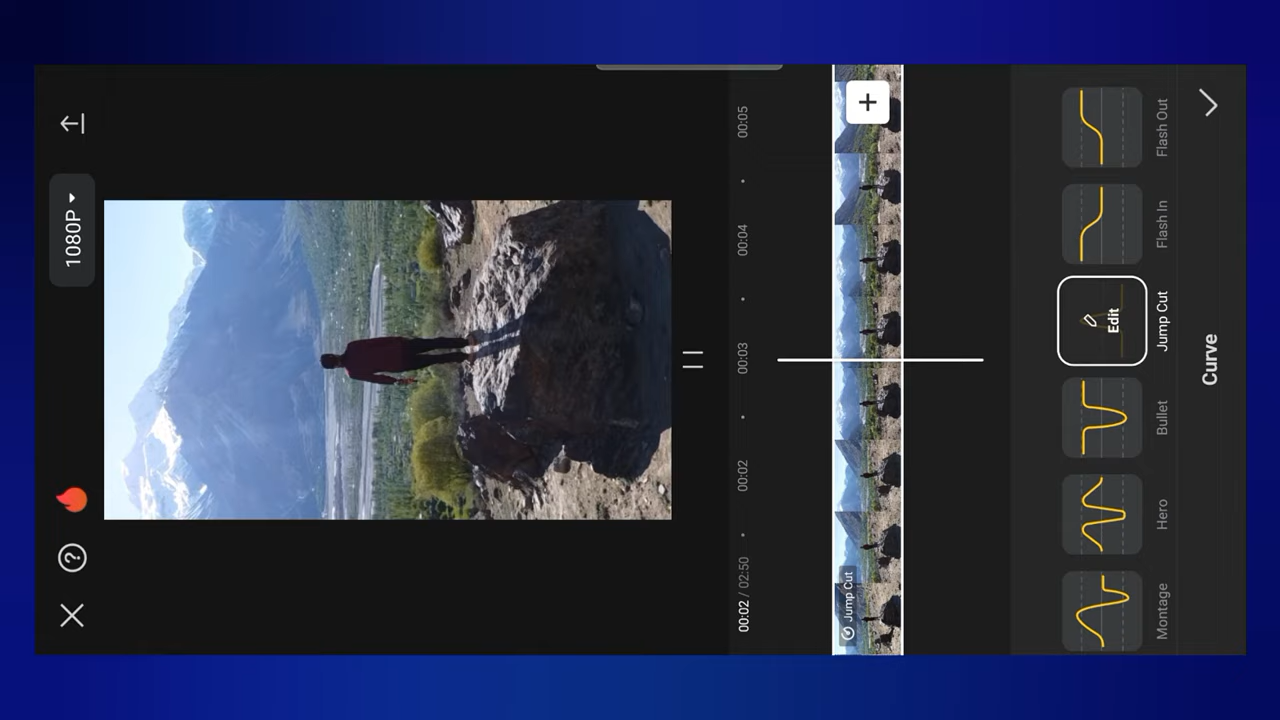 1080P
00:02 / 02:50 00:02 00:03 00:04 00:05
Jump Cut
Edit
Montage Hero Bullet Jump Cut Flash In Flash Out
Curve